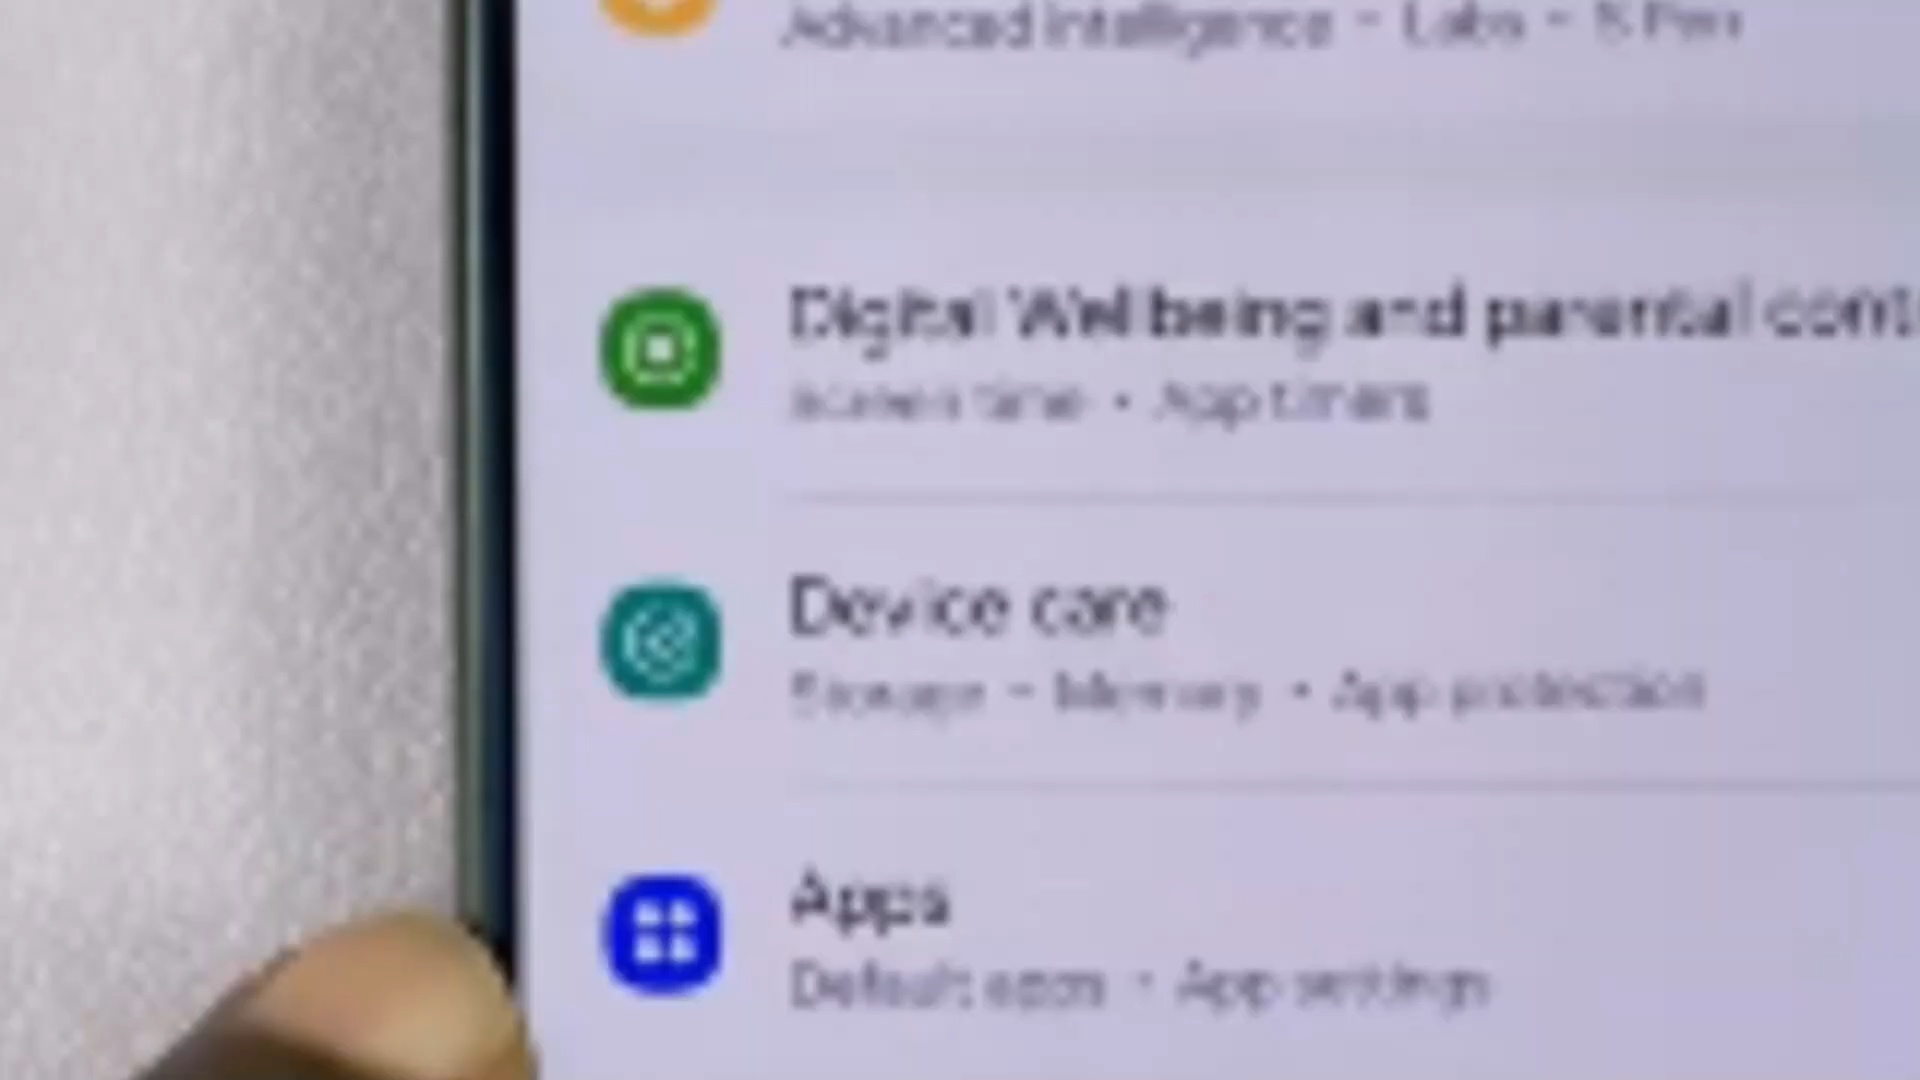 Advanced intelligence • Labs • S Pen
Digital Wellbeing and parental cont
Screen time • App timers
Device care
Storage • Memory • App protection
Apps
Default apps • App settings